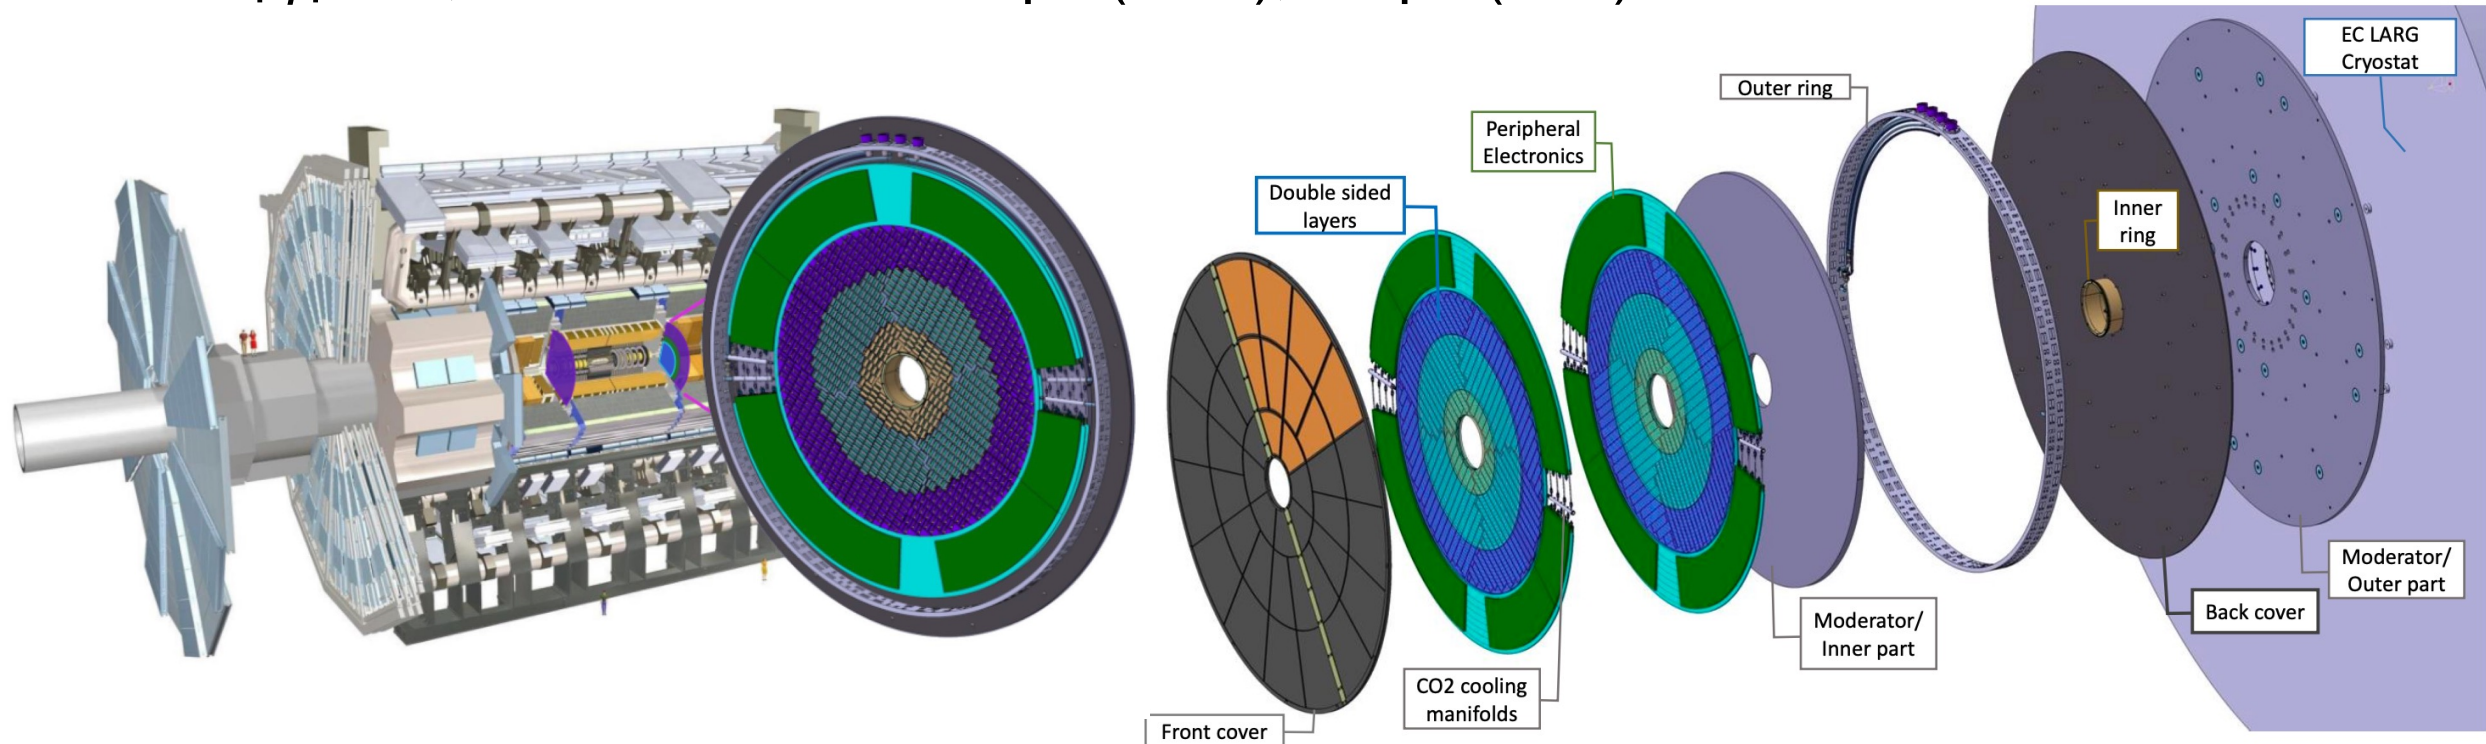 EC LARG
Cryostat
Outer ring
Peripheral
Electronics
Double sided
layers
Inner
ring
Moderator/
Outer part
Back cover
Moderator/
Inner part
CO2 cooling
manifolds
Front cover